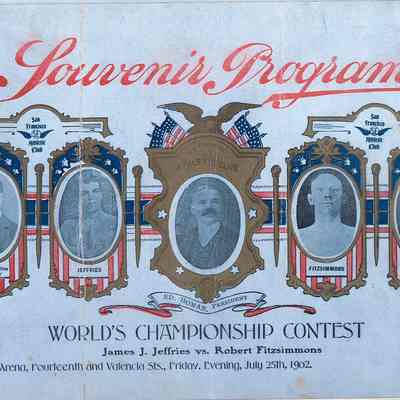 Souvenir Program
San
Francisco
Athletic
Club
San
Francisco
Athletic
Club
JEFFRIES
FITZSIMMONS
ED. HOMAN, President
WORLD'S CHAMPIONSHIP CONTEST
James J. Jeffries vs. Robert Fitzsimmons
Arena, Fourteenth and Valencia Sts., Friday, Evening, July 25th, 1902.